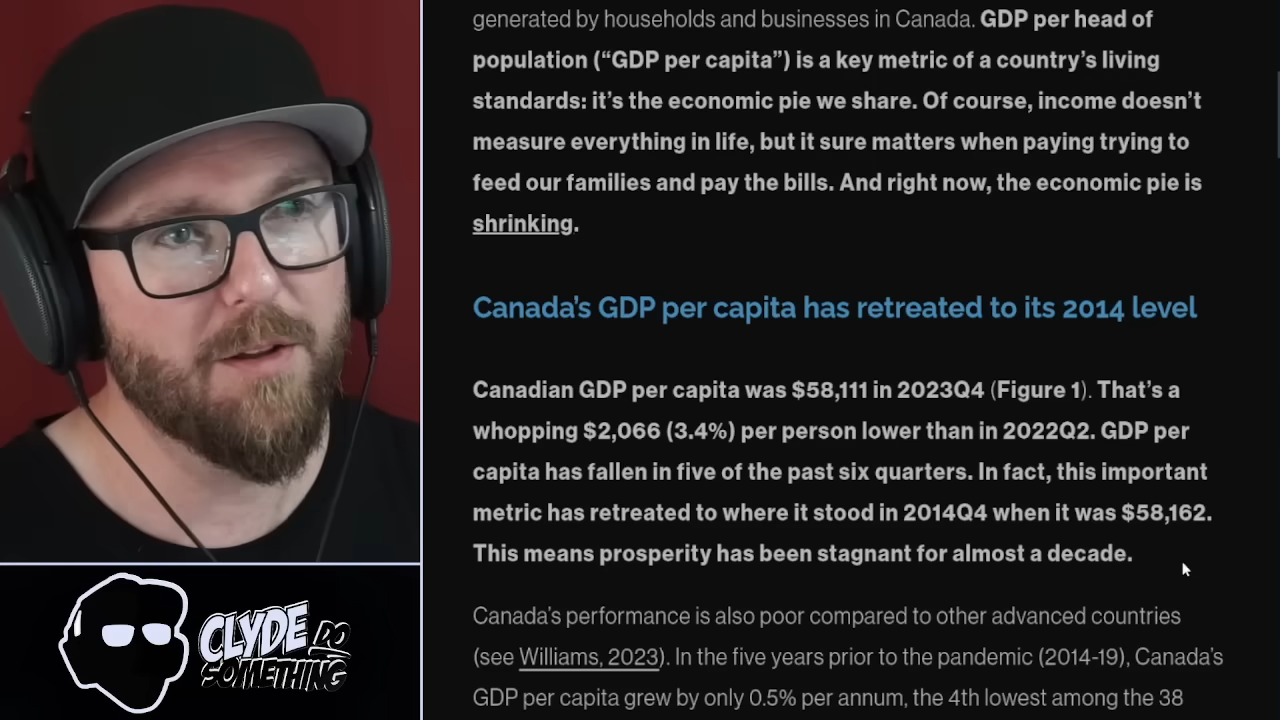 generated by households and businesses in Canada. GDP per head of
population (“GDP per capita”) is a key metric of a country’s living
standards: it’s the economic pie we share. Of course, income doesn’t
measure everything in life, but it sure matters when paying trying to
feed our families and pay the bills. And right now, the economic pie is
shrinking.
Canada’s GDP per capita has retreated to its 2014 level
Canadian GDP per capita was $58,111 in 2023Q4 (Figure 1). That’s a
whopping $2,066 (3.4%) per person lower than in 2022Q2. GDP per
capita has fallen in five of the past six quarters. In fact, this important
metric has retreated to where it stood in 2014Q4 when it was $58,162.
This means prosperity has been stagnant for almost a decade.
Canada’s performance is also poor compared to other advanced countries
(see Williams, 2023). In the five years prior to the pandemic (2014-19), Canada’s
GDP per capita grew by only 0.5% per annum, the 4th lowest among the 38
CLYDE DO
SOMETHING